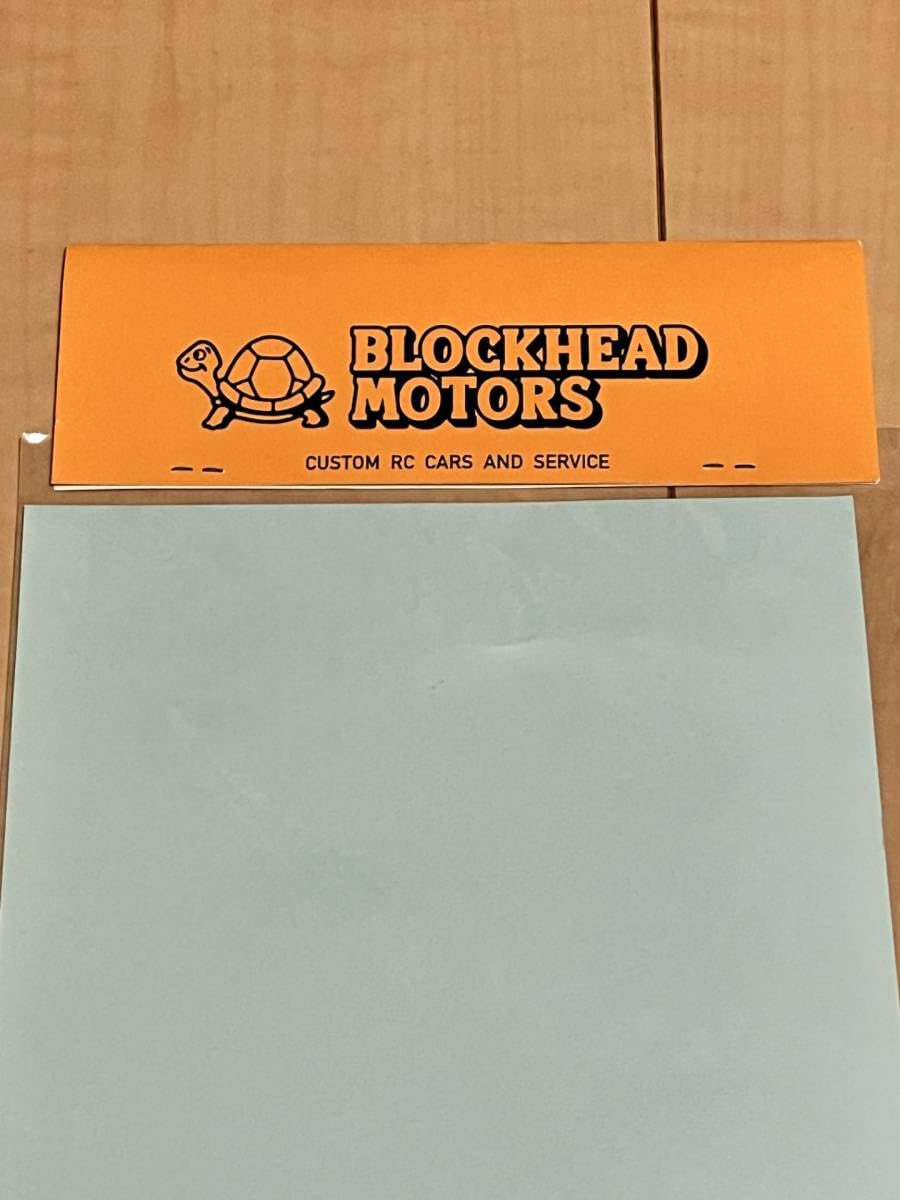 BLOCKHEAD
MOTORS
CUSTOM RC CARS AND SERVICE